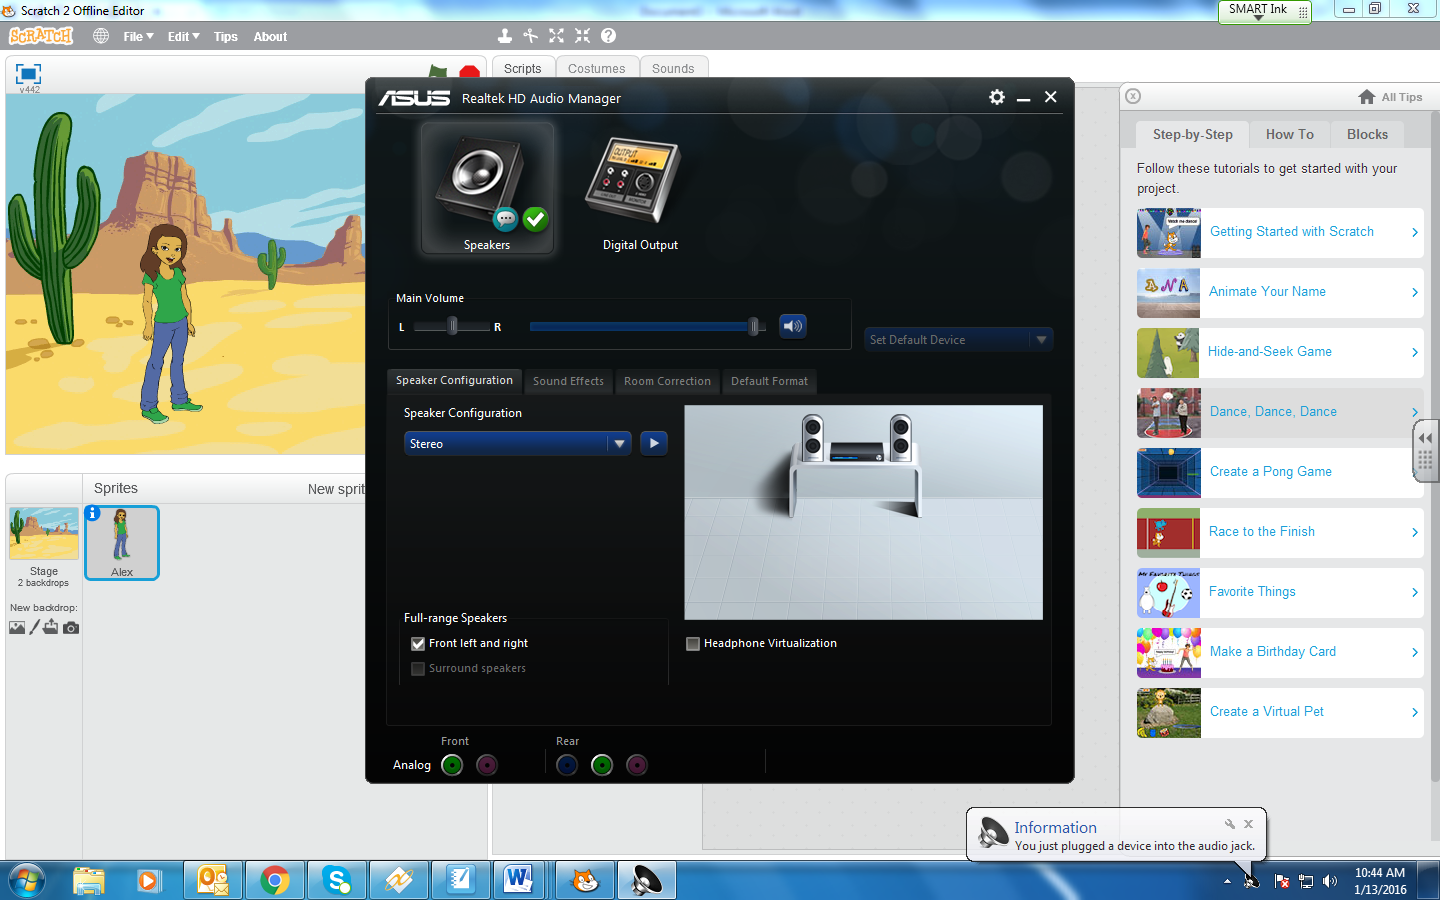 Scratch 2 Offline Editor
SMART Ink
SCRATCH
File
Edit
Tips
About
v442
Scripts
Costumes
Sounds
ASUS
Realtek HD Audio Manager
Speakers
OUTPUT
Digital Output
Main Volume
L
R
Set Default Device
Speaker Configuration
Sound Effects
Room Correction
Default Format
Speaker Configuration
Stereo
Full-range Speakers
Front left and right
Surround speakers
Headphone Virtualization
Front
Rear
Analog
Sprites
New sprit
Stage
2 backdrops
New backdrop:
Alex
All Tips
Step-by-Step
How To
Blocks
Follow these tutorials to get started with your
project.
Getting Started with Scratch
Animate Your Name
Hide-and-Seek Game
Dance, Dance, Dance
Create a Pong Game
Race to the Finish
Favorite Things
Make a Birthday Card
Create a Virtual Pet
Information
You just plugged a device into the audio jack.
10:44 AM
1/13/2016